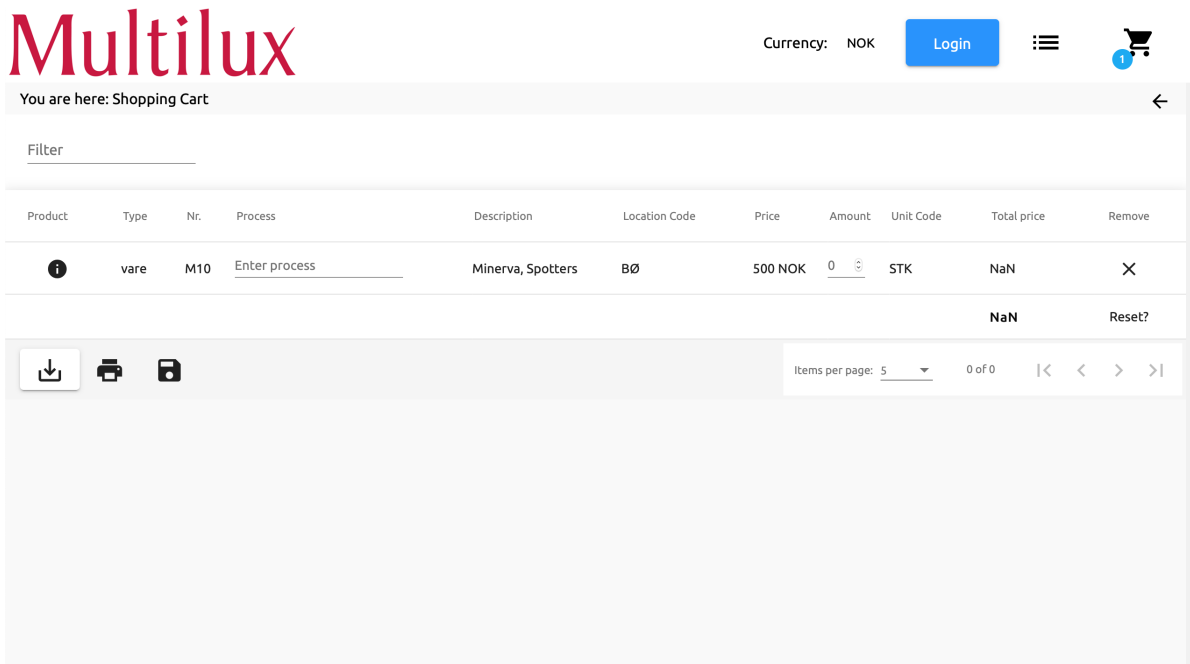 Multilux
Currency: NOK Login
1
You are here: Shopping Cart
Filter
Product Type Nr. Process Description Location Code Price Amount Unit Code Total price Remove
vare M10 Enter process Minerva, Spotters BØ 500 NOK 0 STK NaN
NaN Reset?
Items per page: 5 0 of 0